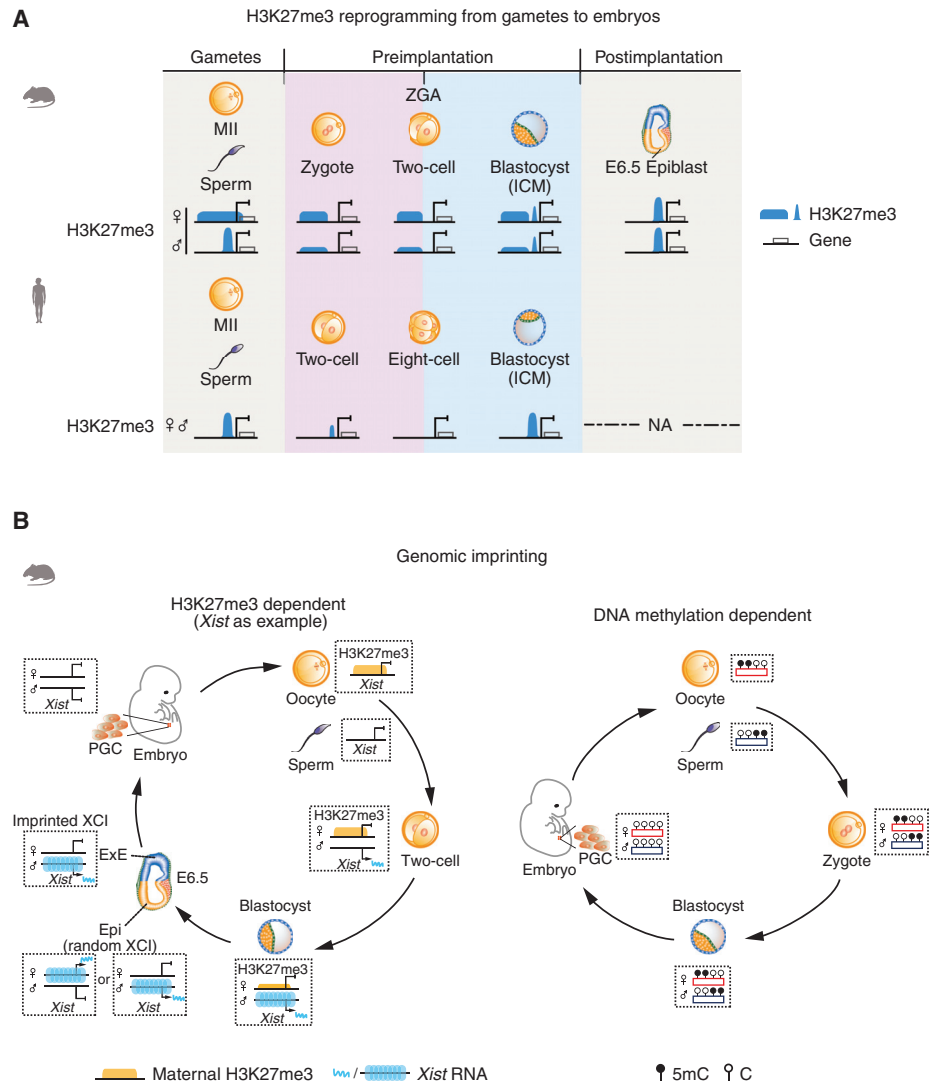 A
H3K27me3 reprogramming from gametes to embryos
Gametes
Preimplantation
Postimplantation
ZGA
MII
Sperm
Zygote
Two-cell
Blastocyst
(ICM)
E6.5 Epiblast
H3K27me3
♀
♂
H3K27me3
Gene
MII
Sperm
Two-cell
Eight-cell
Blastocyst
(ICM)
H3K27me3
♀♂
NA
B
Genomic imprinting
H3K27me3 dependent
(Xist as example)
♀
♂
Xist
PGC
Embryo
Oocyte
H3K27me3
Xist
Sperm
Xist
H3K27me3
♀
♂
Xist
Two-cell
Blastocyst
H3K27me3
♀
♂
Xist
Imprinted XCI
♀
♂
Xist
ExE
E6.5
Epi
(random XCI)
♀
♂
Xist
or
♀
♂
Xist
DNA methylation dependent
Oocyte
Sperm
♀
♂
Zygote
Blastocyst
♀
♂
Embryo
PGC
♀
♂
Maternal H3K27me3
/
Xist RNA
5mC
C